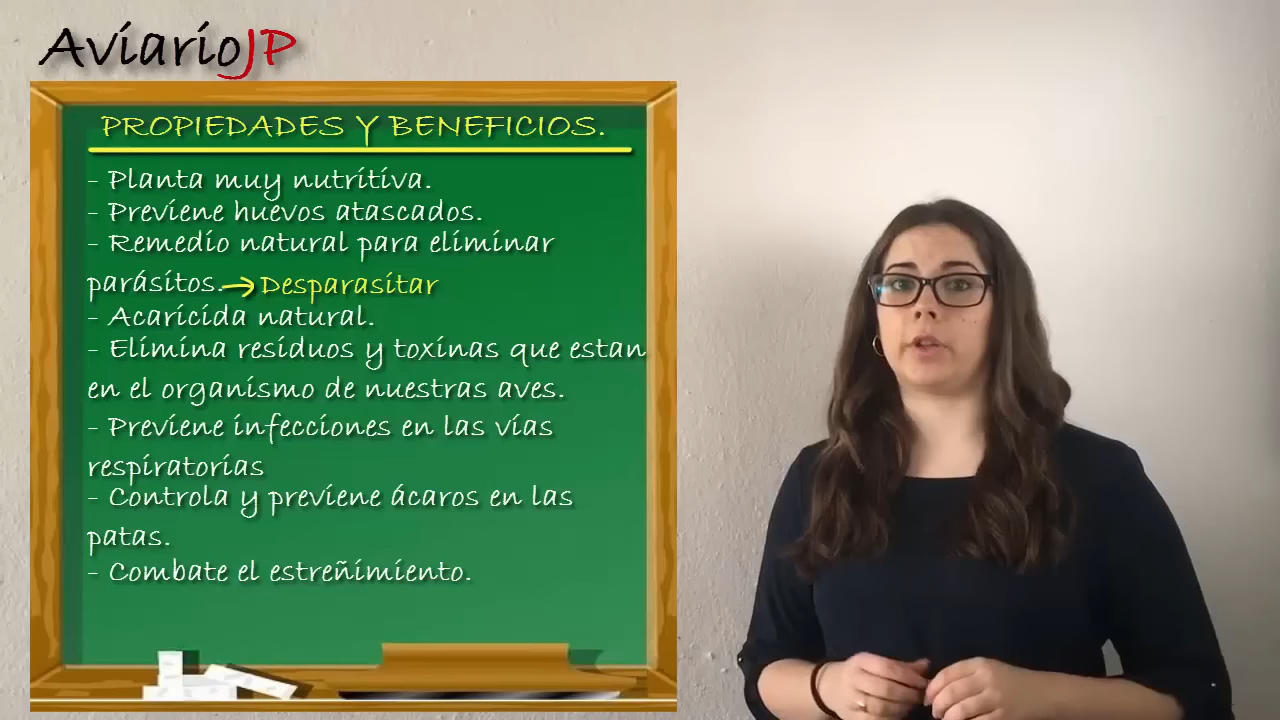 AviarioJP
PROPIEDADES Y BENEFICIOS.
- Planta muy nutritiva.
- Previene huevos atascados.
- Remedio natural para eliminar
parásitos.→Desparasitar
- Acaricida natural.
- Elimina residuos y toxinas que estan
en el organismo de nuestras aves.
- Previene infecciones en las vías
respiratorias
- Controla y previene ácaros en las
patas.
- Combate el estreñimiento.